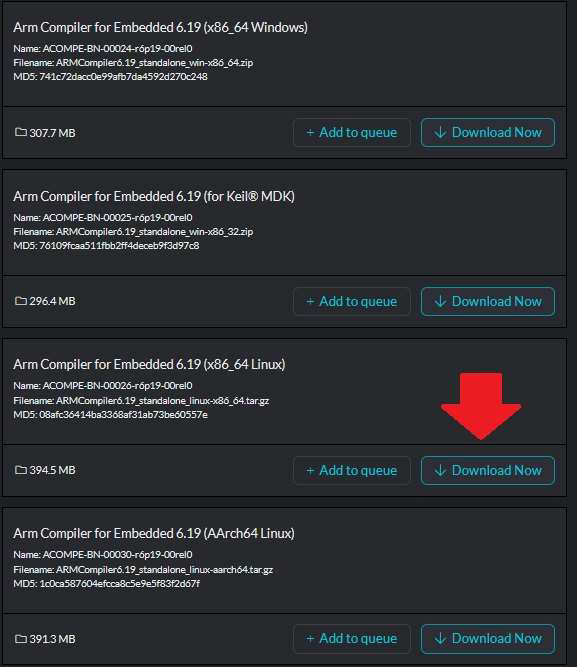 Arm Compiler for Embedded 6.19 (x86_64 Windows)
Name: ACOMPE-BN-00024-r6p19-00rel0
Filename: ARMCompiler6.19_standalone_win-x86_64.zip
MD5: 741c72dacc0e99afb7da4592d270c248
307.7 MB
+ Add to queue
Download Now
Arm Compiler for Embedded 6.19 (for Keil® MDK)
Name: ACOMPE-BN-00025-r6p19-00rel0
Filename: ARMCompiler6.19_standalone_win-x86_32.zip
MD5: 76109fcaa511fbb2ff4deceb9f3d97c8
296.4 MB
+ Add to queue
Download Now
Arm Compiler for Embedded 6.19 (x86_64 Linux)
Name: ACOMPE-BN-00026-r6p19-00rel0
Filename: ARMCompiler6.19_standalone_linux-x86_64.tar.gz
MD5: 08afc36414ba3368af31ab73be60557e
394.5 MB
+ Add to queue
Download Now
Arm Compiler for Embedded 6.19 (AArch64 Linux)
Name: ACOMPE-BN-00030-r6p19-00rel0
Filename: ARMCompiler6.19_standalone_linux-aarch64.tar.gz
MD5: 1c0ca587604efcca8c5e9e5f83f2d67f
391.3 MB
+ Add to queue
Download Now